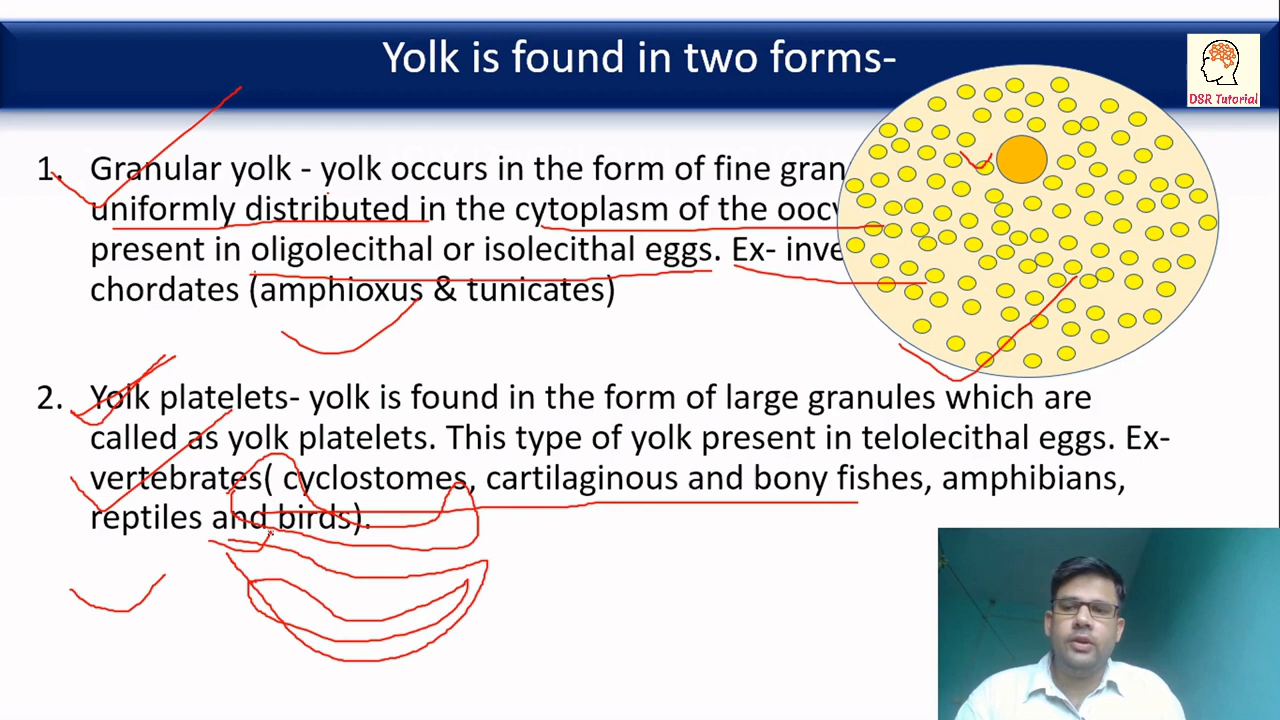 Yolk is found in two forms-
DSR Tutorial
1. Granular yolk - yolk occurs in the form of fine gran
uniformly distributed in the cytoplasm of the oocy
present in oligolecithal or isolecithal eggs. Ex- inve
chordates (amphioxus & tunicates)
2. Yolk platelets- yolk is found in the form of large granules which are
called as yolk platelets. This type of yolk present in telolecithal eggs. Ex-
vertebrates( cyclostomes, cartilaginous and bony fishes, amphibians,
reptiles and birds).